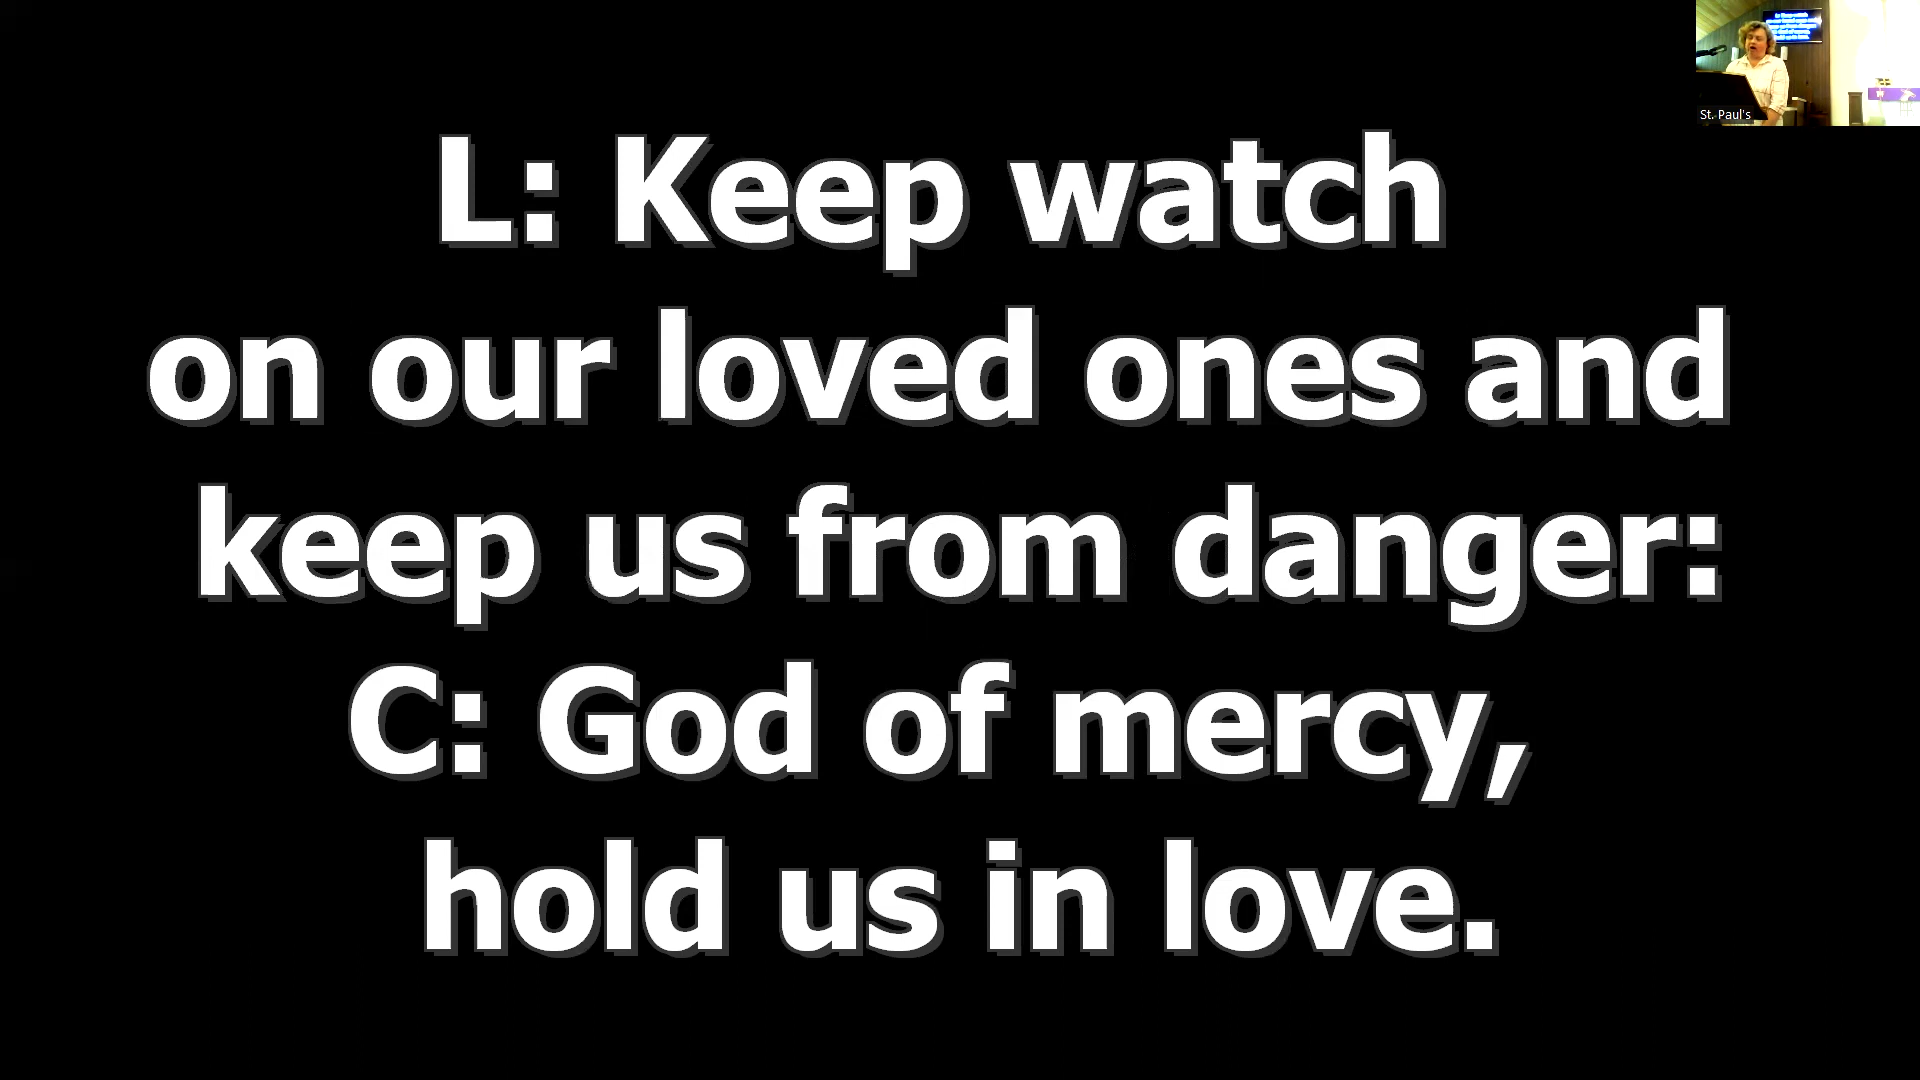 L: Keep watch
on our loved ones and
keep us from danger:
C: God of mercy,
hold us in love.
St. Paul's